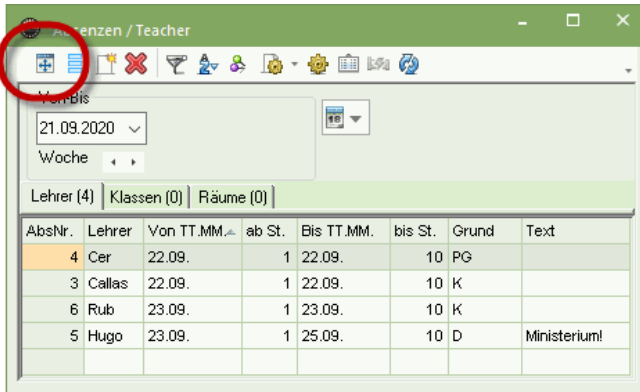 Absenzen / Teacher
Von-Bis
21.09.2020
18
Woche
Lehrer (4) Klassen (0) Räume (0)
AbsNr. Lehrer Von TT.MM. ab St. Bis TT.MM. bis St. Grund Text
4 Cer 22.09. 1 22.09. 10 PG
3 Callas 22.09. 1 22.09. 10 K
6 Rub 23.09. 1 23.09. 10 K
5 Hugo 23.09. 1 25.09. 10 D Ministerium!